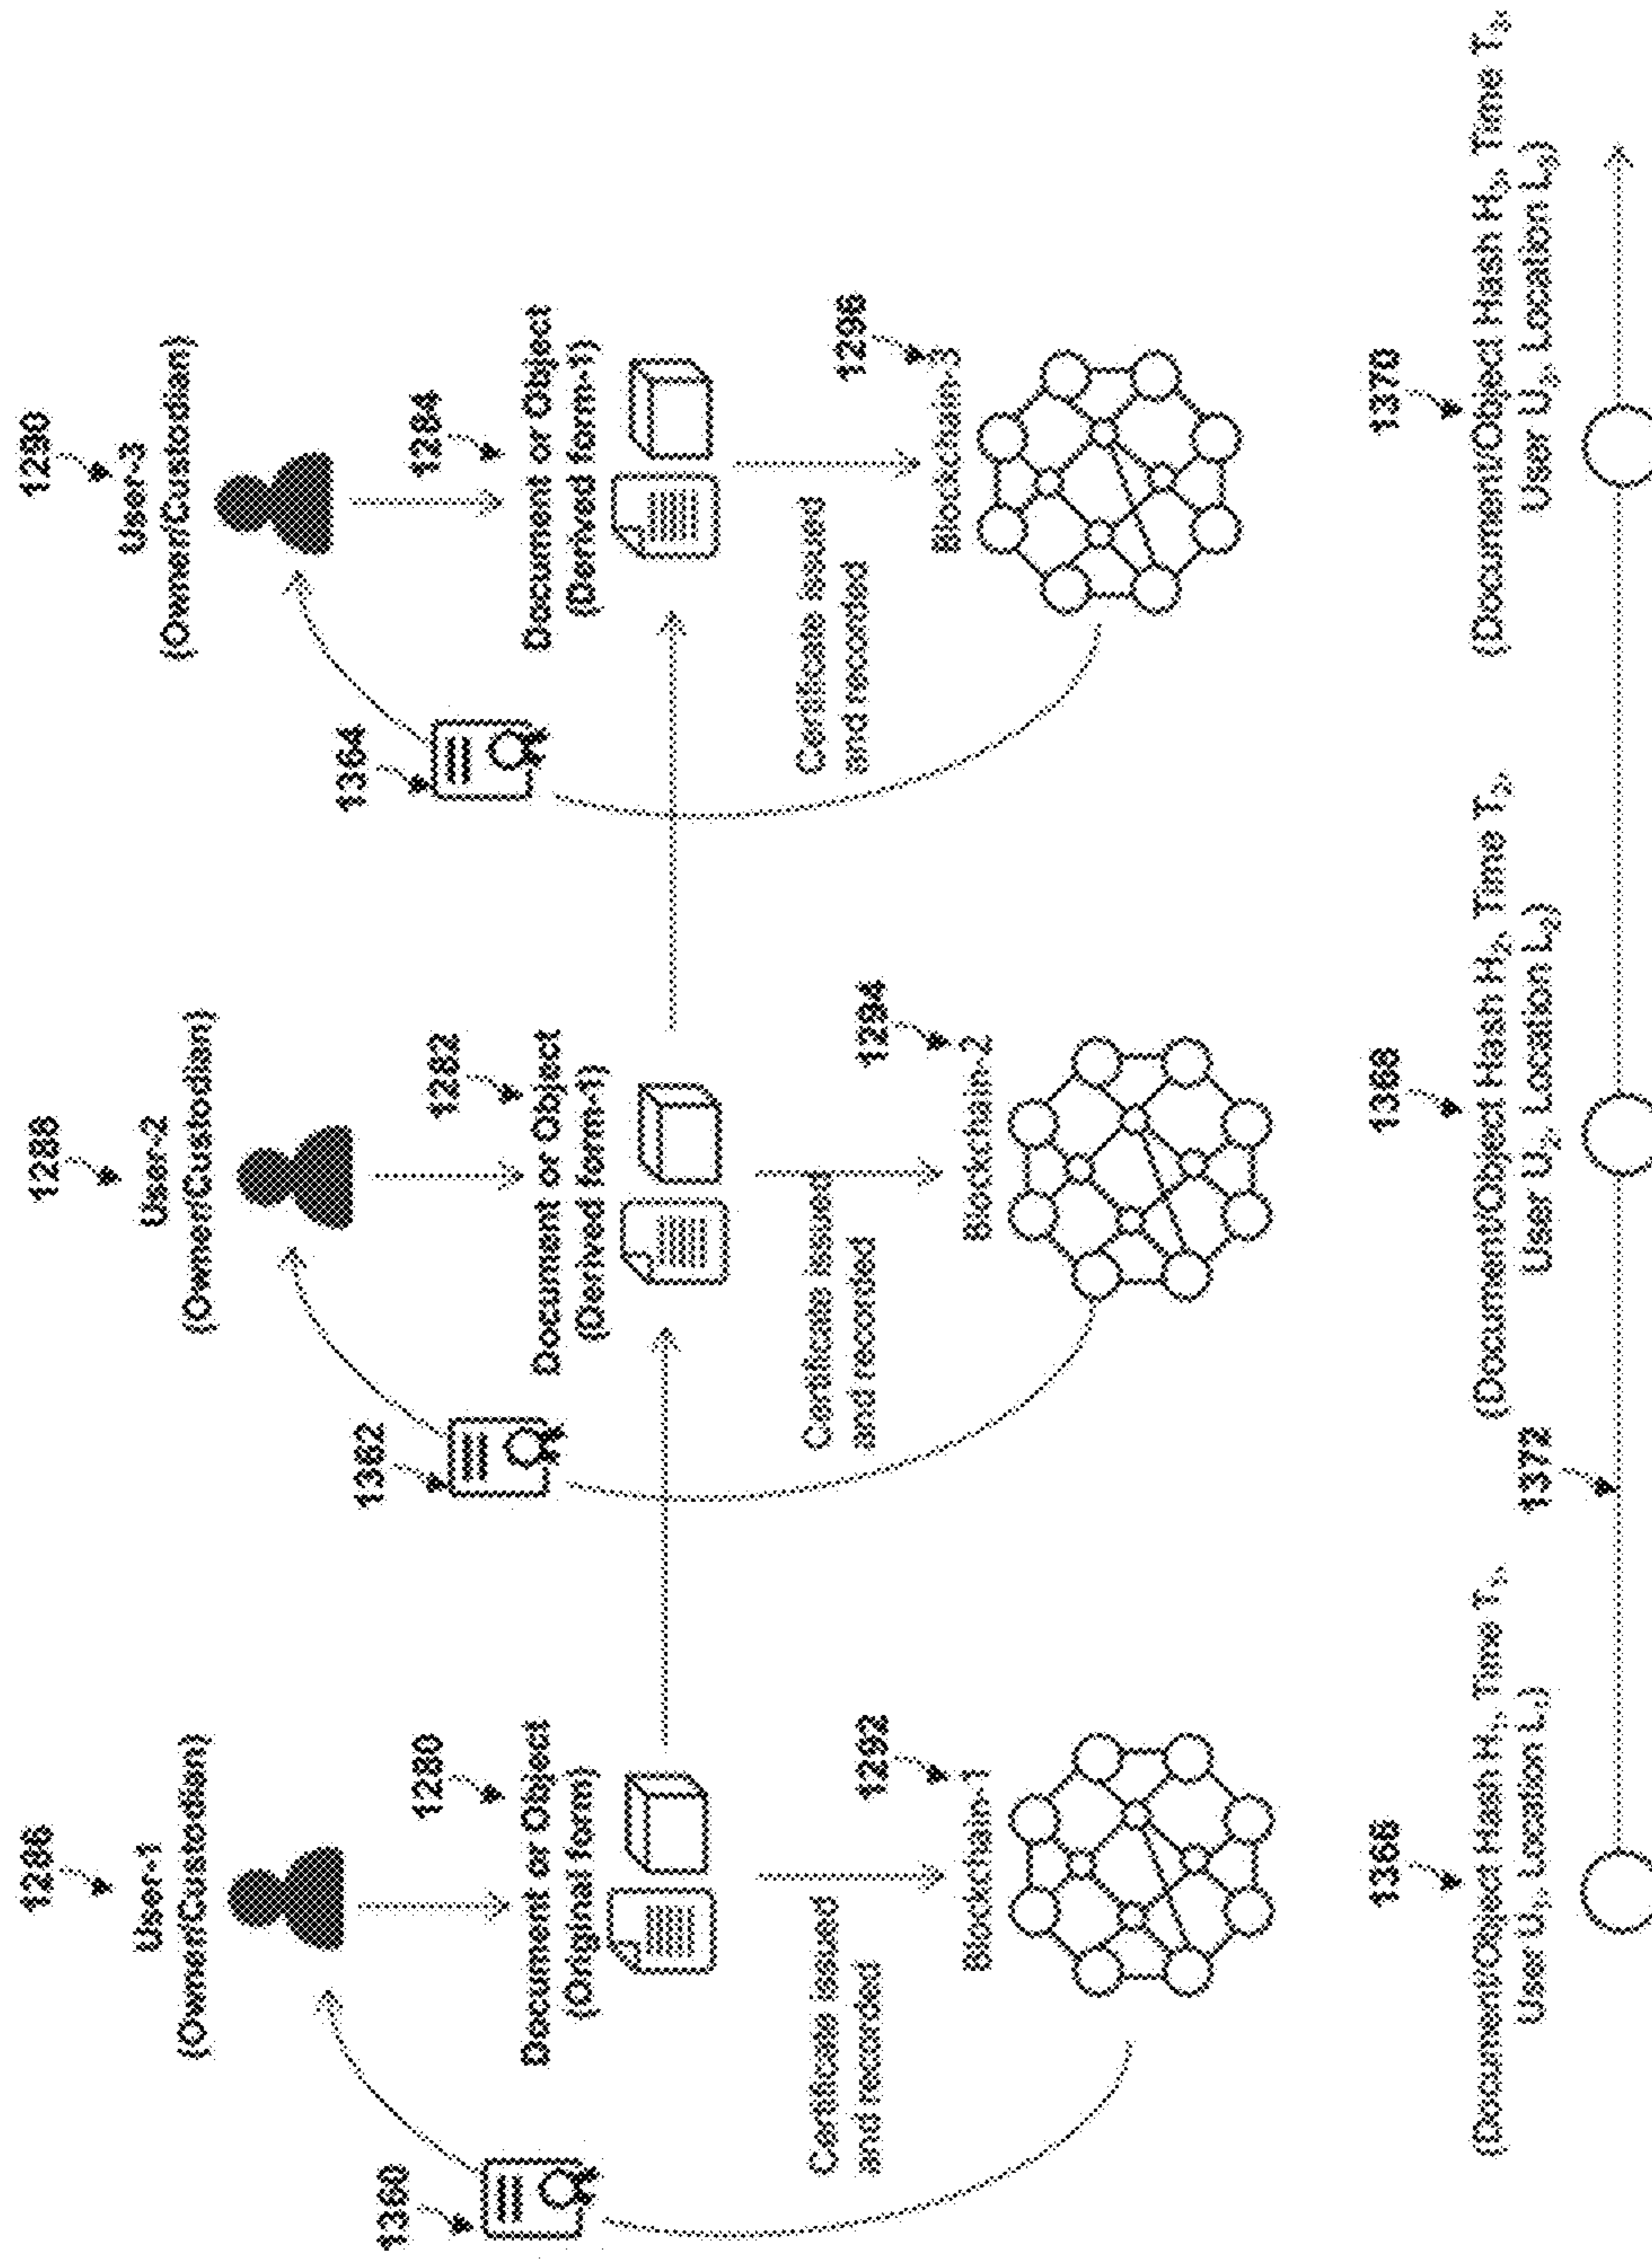 1286
User-1
(Owner/Custodian)
1360
1280
Document or Object
(Original form)
Certificate issued
and recorded
1292
Blockchain-1
1288
User-2
(Owner/Custodian)
1362
1282
Document or Object
(Derived form-1)
Certificate issued
and recorded
1294
Blockchain-2
1290
User-3
(Owner/Custodian)
1364
1284
Document or Object
(Derived form-1)
Certificate issued
and recorded
1296
Blockchain-3
1366
(Document/Object Hash H₁, Time T₁,
User U₁, Location L₁)
1372
1368
(Document/Object Hash H₂, Time T₂,
User U₂, Location L₂)
1370
(Document/Object Hash H₃, Time T₃,
User U₃, Location L₃)